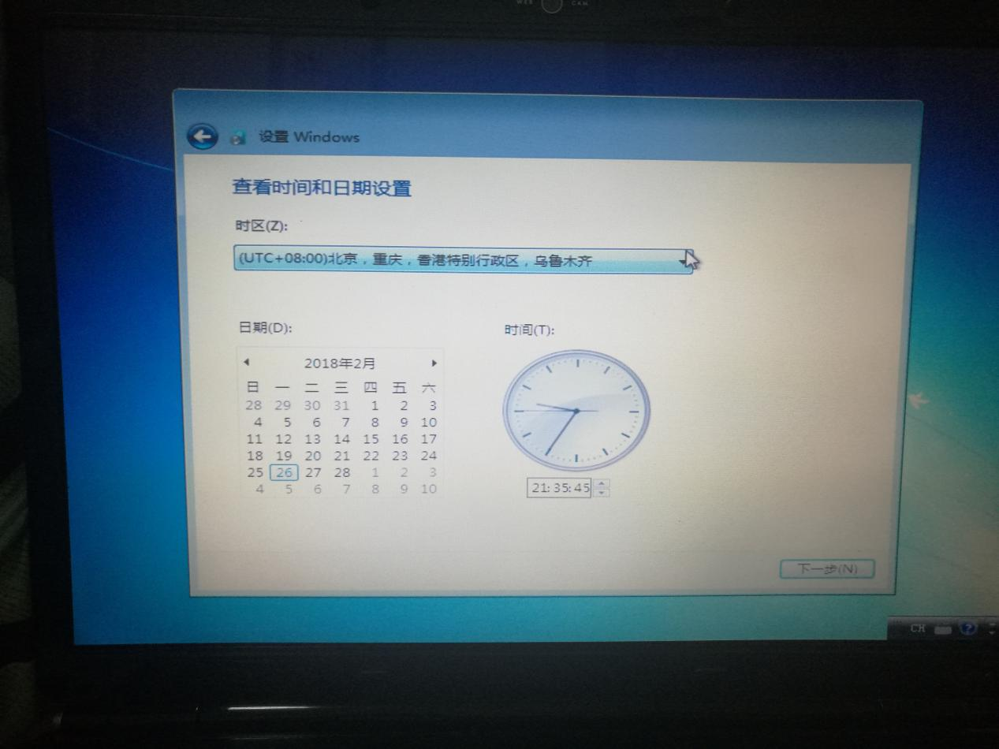 WEB CAM
设置 Windows
查看时间和日期设置
时区(Z):
(UTC+08:00)北京，重庆，香港特别行政区，乌鲁木齐
日期(D):
时间(T):
2018年2月
日 一 二 三 四 五 六
28 29 30 31 1 2 3
4 5 6 7 8 9 10
11 12 13 14 15 16 17
18 19 20 21 22 23 24
25 26 27 28 1 2 3
4 5 6 7 8 9 10
21:35:45
下一步(N)
CH
?